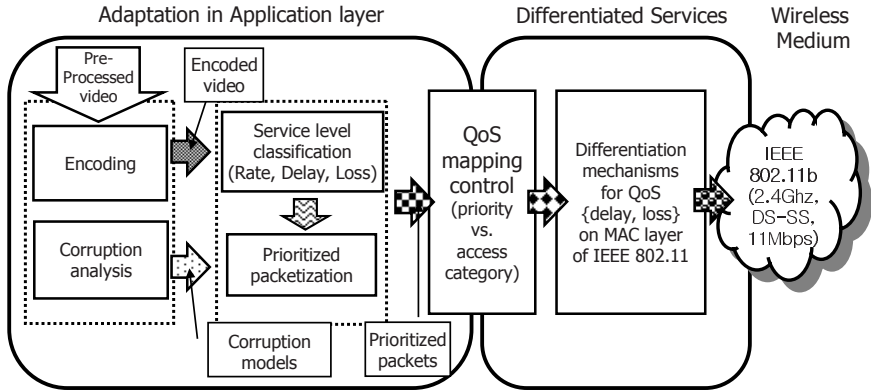 Adaptation in Application layer
Differentiated Services
Wireless
Medium
Pre-
Processed
video
Encoded
video
Encoding
Corruption
analysis
Service level
classification
(Rate, Delay, Loss)
Prioritized
packetization
Corruption
models
Prioritized
packets
QoS
mapping
control
(priority
vs.
access
category)
Differentiation
mechanisms
for QoS
{delay, loss}
on MAC layer
of IEEE 802.11
IEEE
802.11b
(2.4Ghz,
DS-SS,
11Mbps)